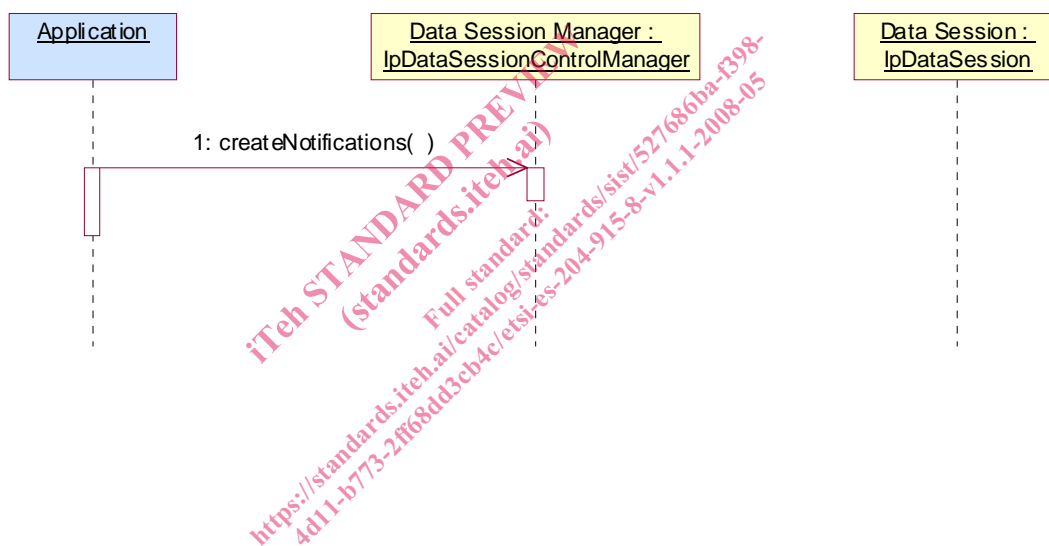 Application
Data Session Manager :
IpDataSessionControlManager
Data Session :
IpDataSession
1: createNotifications( )
iTeh STANDARD PREVIEW
(standards.iteh.ai)
Full standard:
https://standards.iteh.ai/catalog/standards/sist/527686ba-f398-
4d11-b773-2ff68dd3cb4c/etsi-es-204-915-8-v1.1.1-2008-05